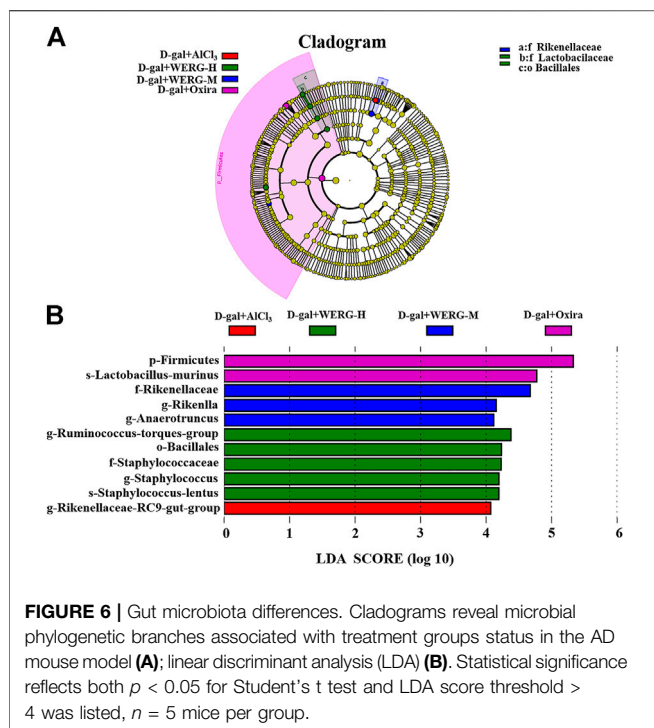 A
Cladogram
D-gal+AlCl₃
D-gal+WERG-H
D-gal+WERG-M
D-gal+Oxira
a:f Rikenellaceae
b:f Lactobacilaceae
c:o Bacillales
p_Firmicutes
B
D-gal+AlCl₃ D-gal+WERG-H D-gal+WERG-M D-gal+Oxira
p-Firmicutes
s-Lactobacillus-murinus
f-Rikenellaceae
g-Rikenlla
g-Anaerotruncus
g-Ruminococcus-torques-group
o-Bacillales
f-Staphylococcaceae
g-Staphylococcus
s-Staphylococcus-lentus
g-Rikenellaceae-RC9-gut-group
0 1 2 3 4 5 6
LDA SCORE (log 10)
FIGURE 6 | Gut microbiota differences. Cladograms reveal microbial
phylogenetic branches associated with treatment groups status in the AD
mouse model (A); linear discriminant analysis (LDA) (B). Statistical significance
reflects both p < 0.05 for Student's t test and LDA score threshold >
4 was listed, n = 5 mice per group.